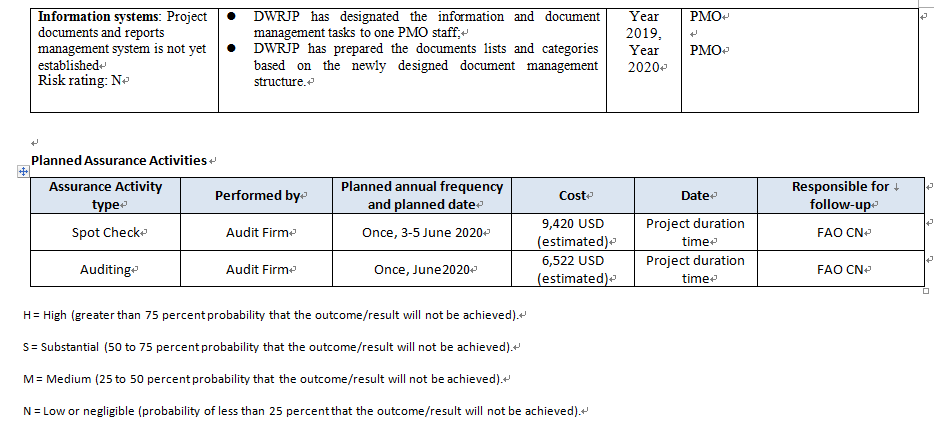 Information systems: Project
documents and reports
management system is not yet
established
Risk rating: N
● DWRJP has designated the information and document
management tasks to one PMO staff;
● DWRJP has prepared the documents lists and categories
based on the newly designed document management
structure.
Year
2019,
Year
2020
PMO
PMO
Planned Assurance Activities
Assurance Activity
type
Performed by
Planned annual frequency
and planned date
Cost
Date
Responsible for
follow-up
Spot Check
Audit Firm
Once, 3-5 June 2020
9,420 USD
(estimated)
Project duration
time
FAO CN
Auditing
Audit Firm
Once, June2020
6,522 USD
(estimated)
Project duration
time
FAO CN
H = High (greater than 75 percent probability that the outcome/result will not be achieved).
S = Substantial (50 to 75 percent probability that the outcome/result will not be achieved).
M = Medium (25 to 50 percent probability that the outcome/result will not be achieved).
N = Low or negligible (probability of less than 25 percent that the outcome/result will not be achieved).